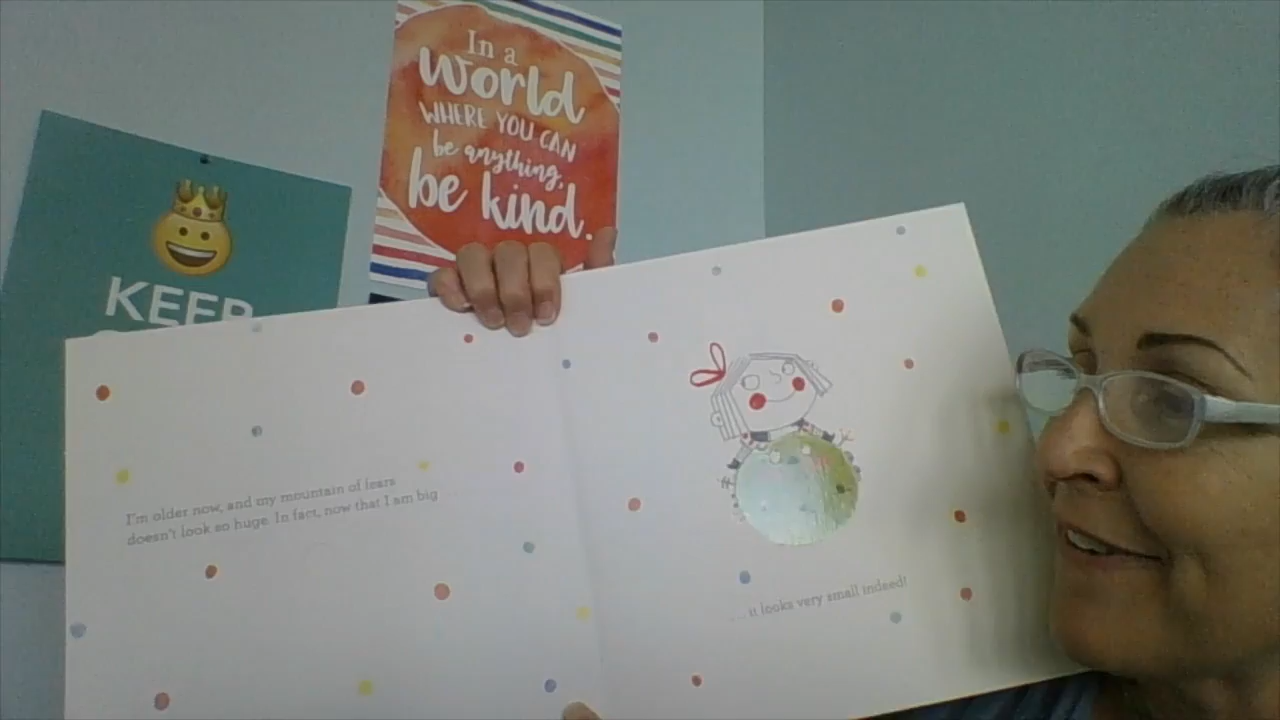 In a
world
WHERE YOU CAN
be anything,
be kind.
KEEP
I'm older now, and my mountain of fears
doesn't look so huge. In fact, now that I am big
...it looks very small indeed!